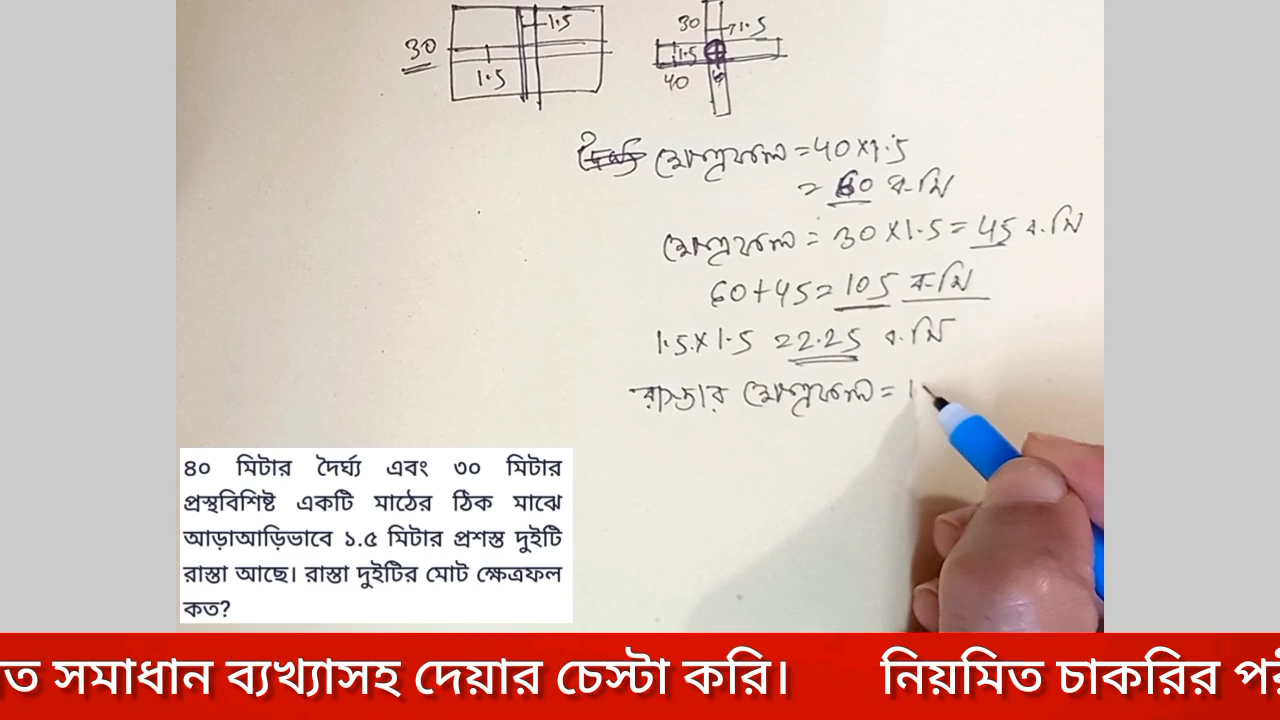 1.5
30
1.5
30
1.5
1.5
40
ক্ষেত্রফল = 40×1.5
= 60 ব.মি
ক্ষেত্রফল = 30×1.5 = 45 ব.মি
60+45=105 ব.মি
1.5×1.5 =2.25 ব.মি
রাস্তার ক্ষেত্রফল = 1
৪০ মিটার দৈর্ঘ্য এবং ৩০ মিটার
প্রস্থবিশিষ্ট একটি মাঠের ঠিক মাঝে
আড়াআড়িভাবে ১.৫ মিটার প্রশস্ত দুইটি
রাস্তা আছে। রাস্তা দুইটির মোট ক্ষেত্রফল
কত?
ত সমাধান ব্যখ্যাসহ দেয়ার চেস্টা করি। নিয়মিত চাকরির